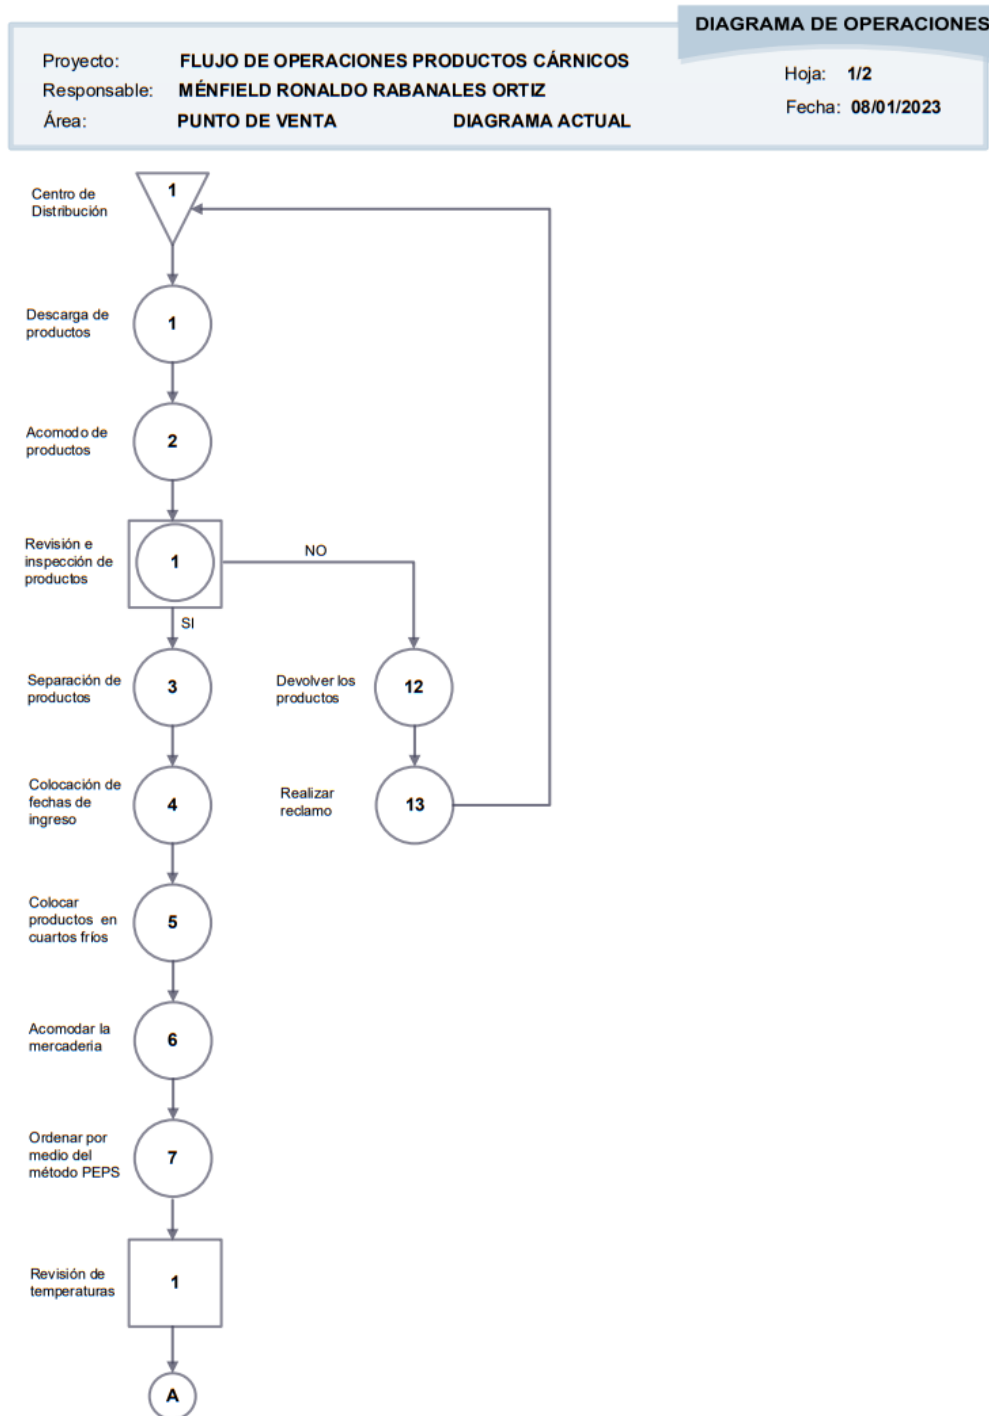 DIAGRAMA DE OPERACIONES
Proyecto: FLUJO DE OPERACIONES PRODUCTOS CÁRNICOS
Hoja: 1/2
Responsable: MÉNFIELD RONALDO RABANALES ORTIZ
Fecha: 08/01/2023
Área: PUNTO DE VENTA DIAGRAMA ACTUAL
Centro de
Distribución
1
Descarga de
productos
1
Acomodo de
productos
2
Revisión e
inspección de
productos
1
NO
SI
Separación de
productos
3
Devolver los
productos
12
Colocación de
fechas de
ingreso
4
Realizar
reclamo
13
Colocar
productos en
cuartos fríos
5
Acomodar la
mercaderia
6
Ordenar por
medio del
método PEPS
7
Revisión de
temperaturas
1
A